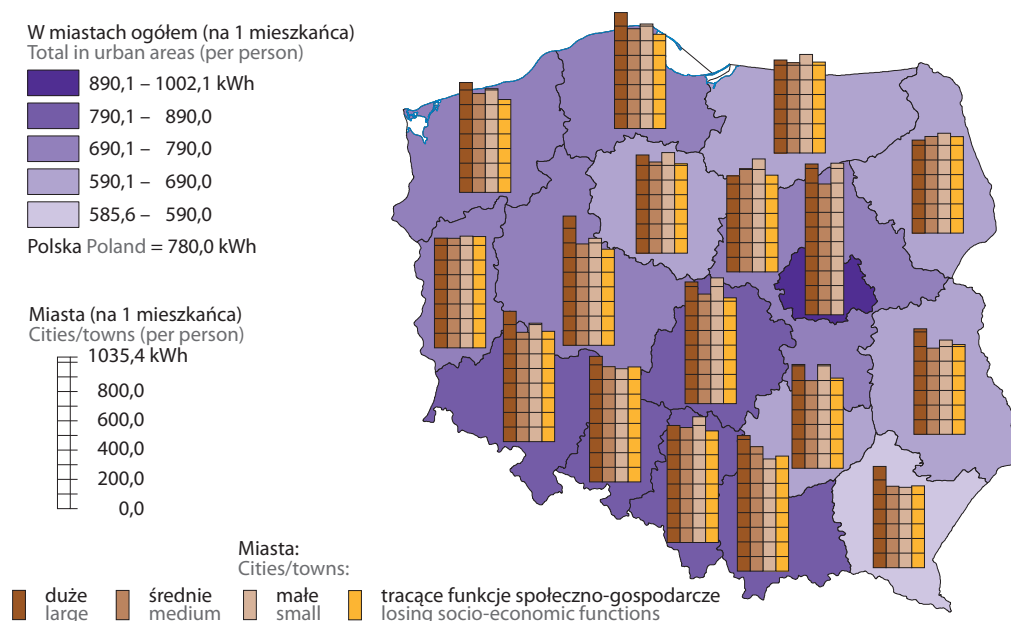 W miastach ogółem (na 1 mieszkańca)
Total in urban areas (per person)
890,1 – 1002,1 kWh
790,1 – 890,0
690,1 – 790,0
590,1 – 690,0
585,6 – 590,0
Polska Poland = 780,0 kWh
Miasta (na 1 mieszkańca)
Cities/towns (per person)
1035,4 kWh
800,0
600,0
400,0
200,0
0,0
Miasta:
Cities/towns:
duże
large
średnie
medium
małe
small
tracące funkcje społeczno-gospodarcze
losing socio-economic functions